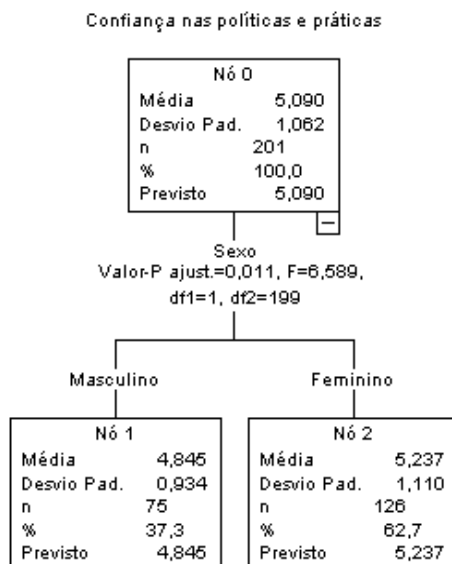 Confiança nas políticas e práticas
Nó 0
Média 5,090
Desvio Pad. 1,062
n 201
% 100,0
Previsto 5,090
Sexo
Valor-P ajust.=0,011, F=6,589,
df1=1, df2=199
Masculino
Feminino
Nó 1
Média 4,845
Desvio Pad. 0,934
n 75
% 37,3
Previsto 4,845
Nó 2
Média 5,237
Desvio Pad. 1,110
n 126
% 62,7
Previsto 5,237